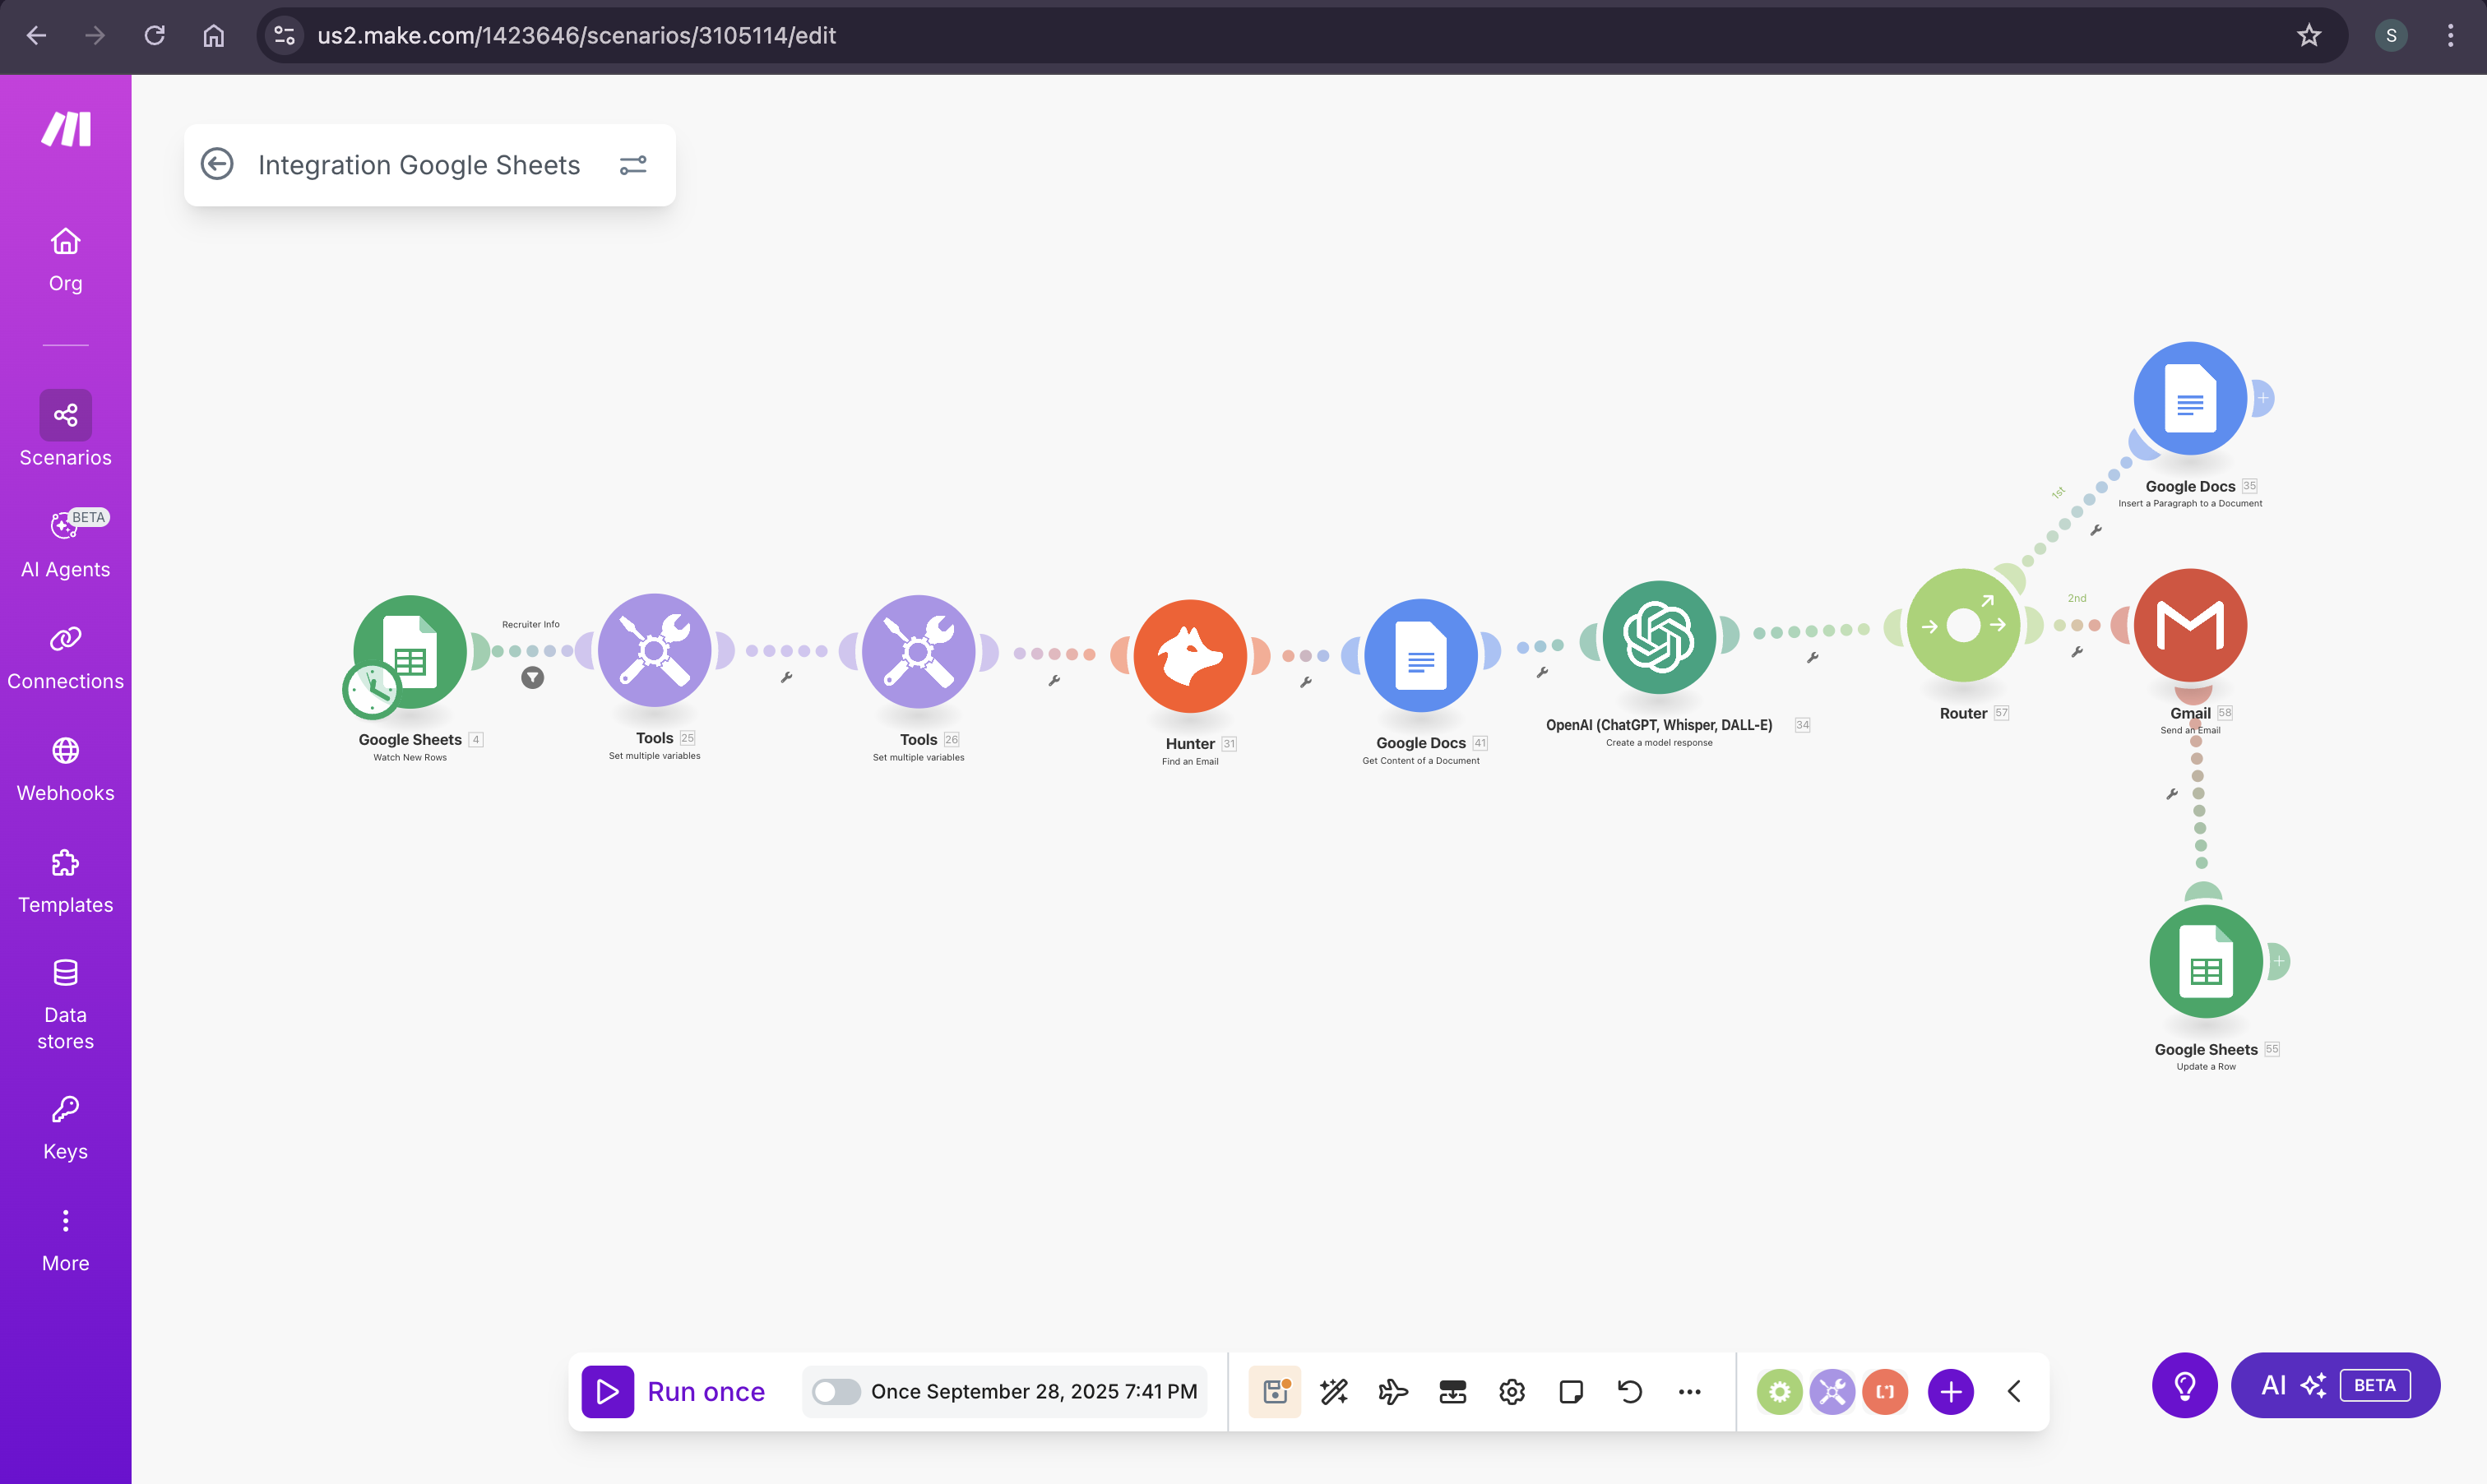 us2.make.com/1423646/scenarios/3105114/edit
S
Integration Google Sheets
Org
Scenarios
BETA
AI Agents
Connections
Webhooks
Templates
Data
stores
Keys
More
Recruiter Info
Google Sheets 4
Watch New Rows
Tools 25
Set multiple variables
Tools 26
Set multiple variables
Hunter 31
Find an Email
Google Docs 41
Get Content of a Document
OpenAI (ChatGPT, Whisper, DALL-E) 34
Create a model response
Router 57
1st
Google Docs 35
Insert a Paragraph to a Document
2nd
Gmail 58
Send an Email
Google Sheets 55
Update a Row
Run once
Once September 28, 2025 7:41 PM
AI BETA